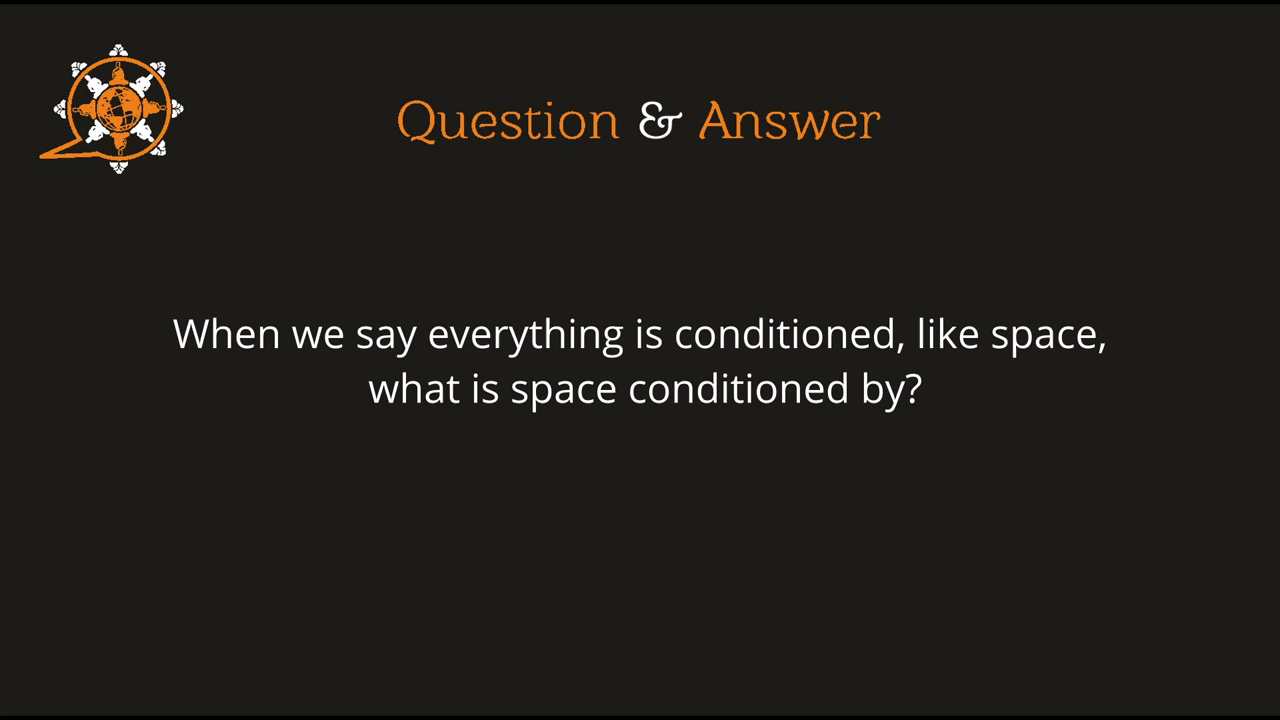 Question & Answer
When we say everything is conditioned, like space,
what is space conditioned by?